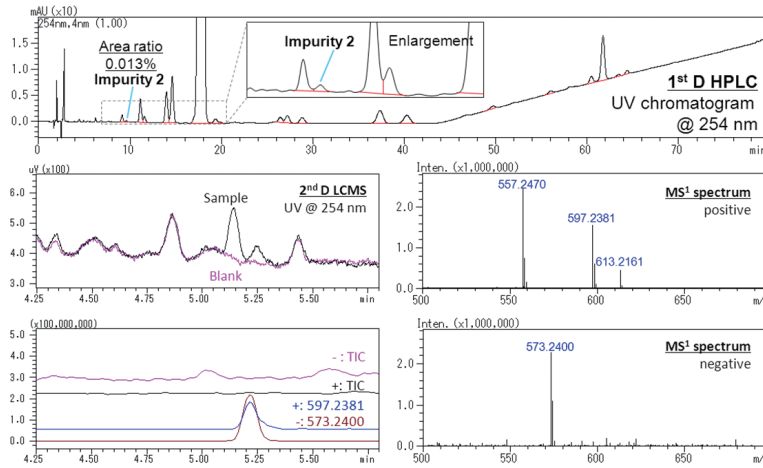 mAU (x10)
254nm,4nm (1.00)
1.5
1.0
0.5
0.0
Area ratio
0.013%
Impurity 2
Impurity 2
Enlargement
1st D HPLC
UV chromatogram
@ 254 nm
0 10 20 30 40 50 60 70 min
uV (x100)
6.0
5.0
4.0
3.0
Sample
Blank
2nd D LCMS
UV @ 254 nm
4.25 4.50 4.75 5.00 5.25 5.50 5.75 min
Inten. (x1,000,000)
2.0
1.0
0.0
557.2470
597.2381
613.2161
MS1 spectrum
positive
500 550 600 650 m/
(x100,000,000)
5.0
4.0
3.0
2.0
1.0
0.0
- : TIC
+: TIC
+: 597.2381
-: 573.2400
4.25 4.50 4.75 5.00 5.25 5.50 5.75 min
Inten. (x1,000,000)
2.0
1.0
0.0
573.2400
MS1 spectrum
negative
500 550 600 650 m/